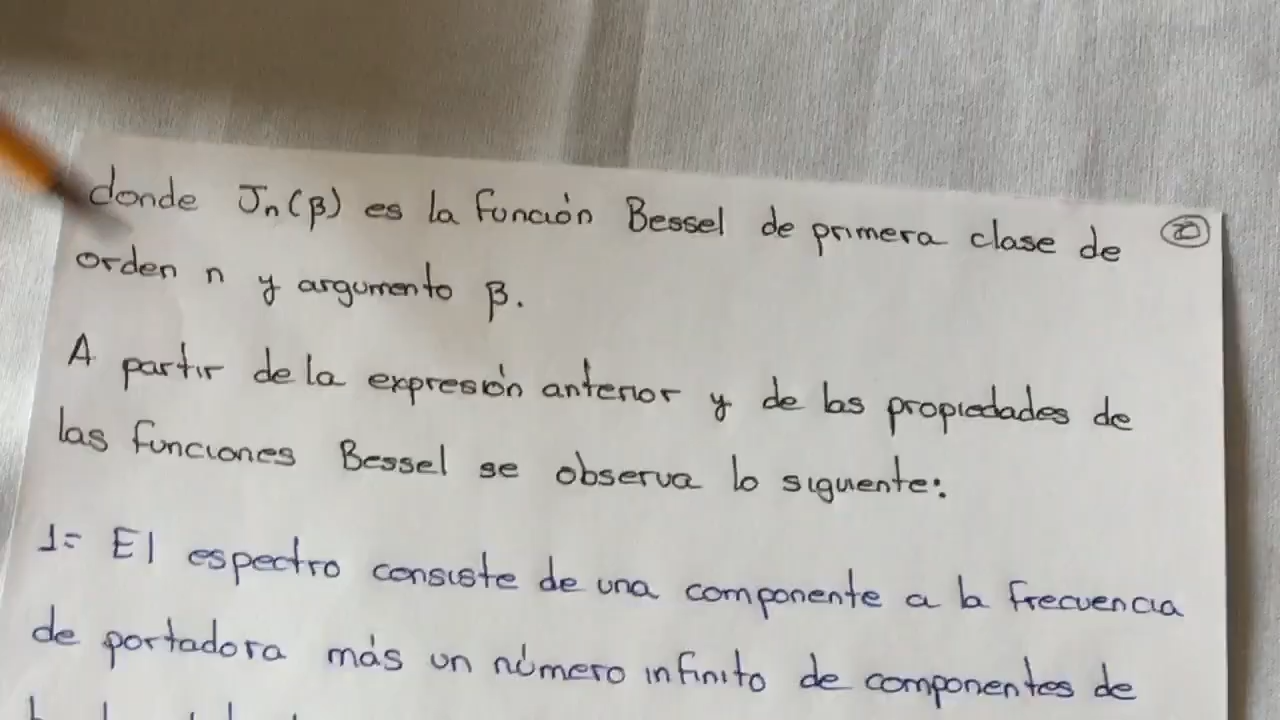 donde Jn(β) es la función Bessel de primera clase de
②
orden n y argumento β.
A partir de la expresión anterior y de las propiedades de
las funciones Bessel se observa lo siguiente:
1= El espectro consiste de una componente a la frecuencia
de portadora más un número infinito de componentes de